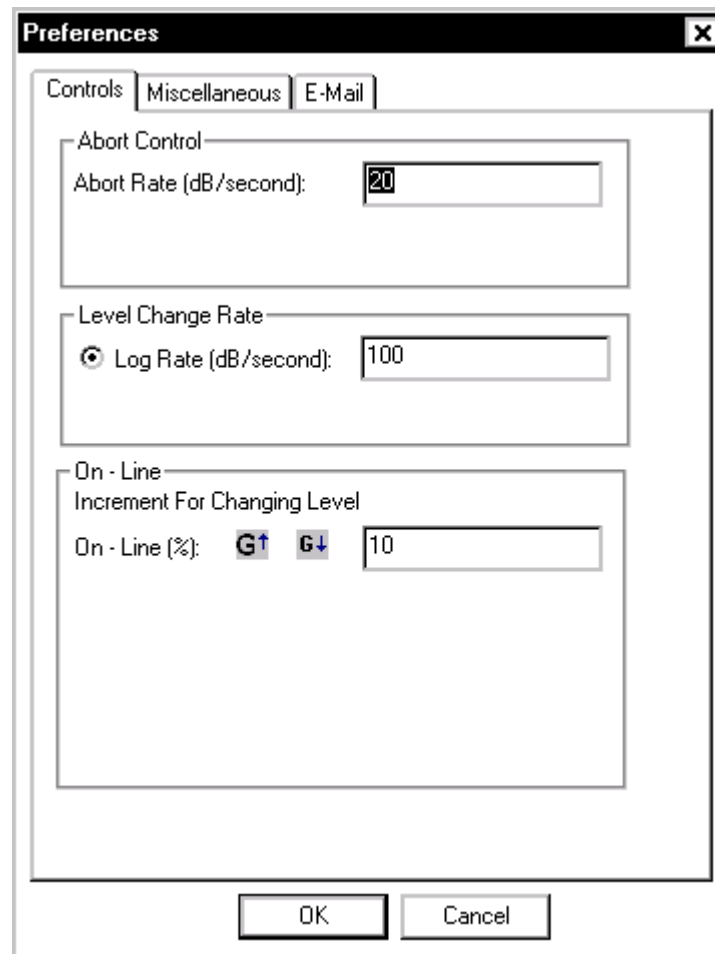 Preferences
Controls Miscellaneous E-Mail
Abort Control
Abort Rate (dB/second): 20
Level Change Rate
Log Rate (dB/second): 100
On - Line
Increment For Changing Level
On - Line (%): G↑ G↓ 10
OK Cancel